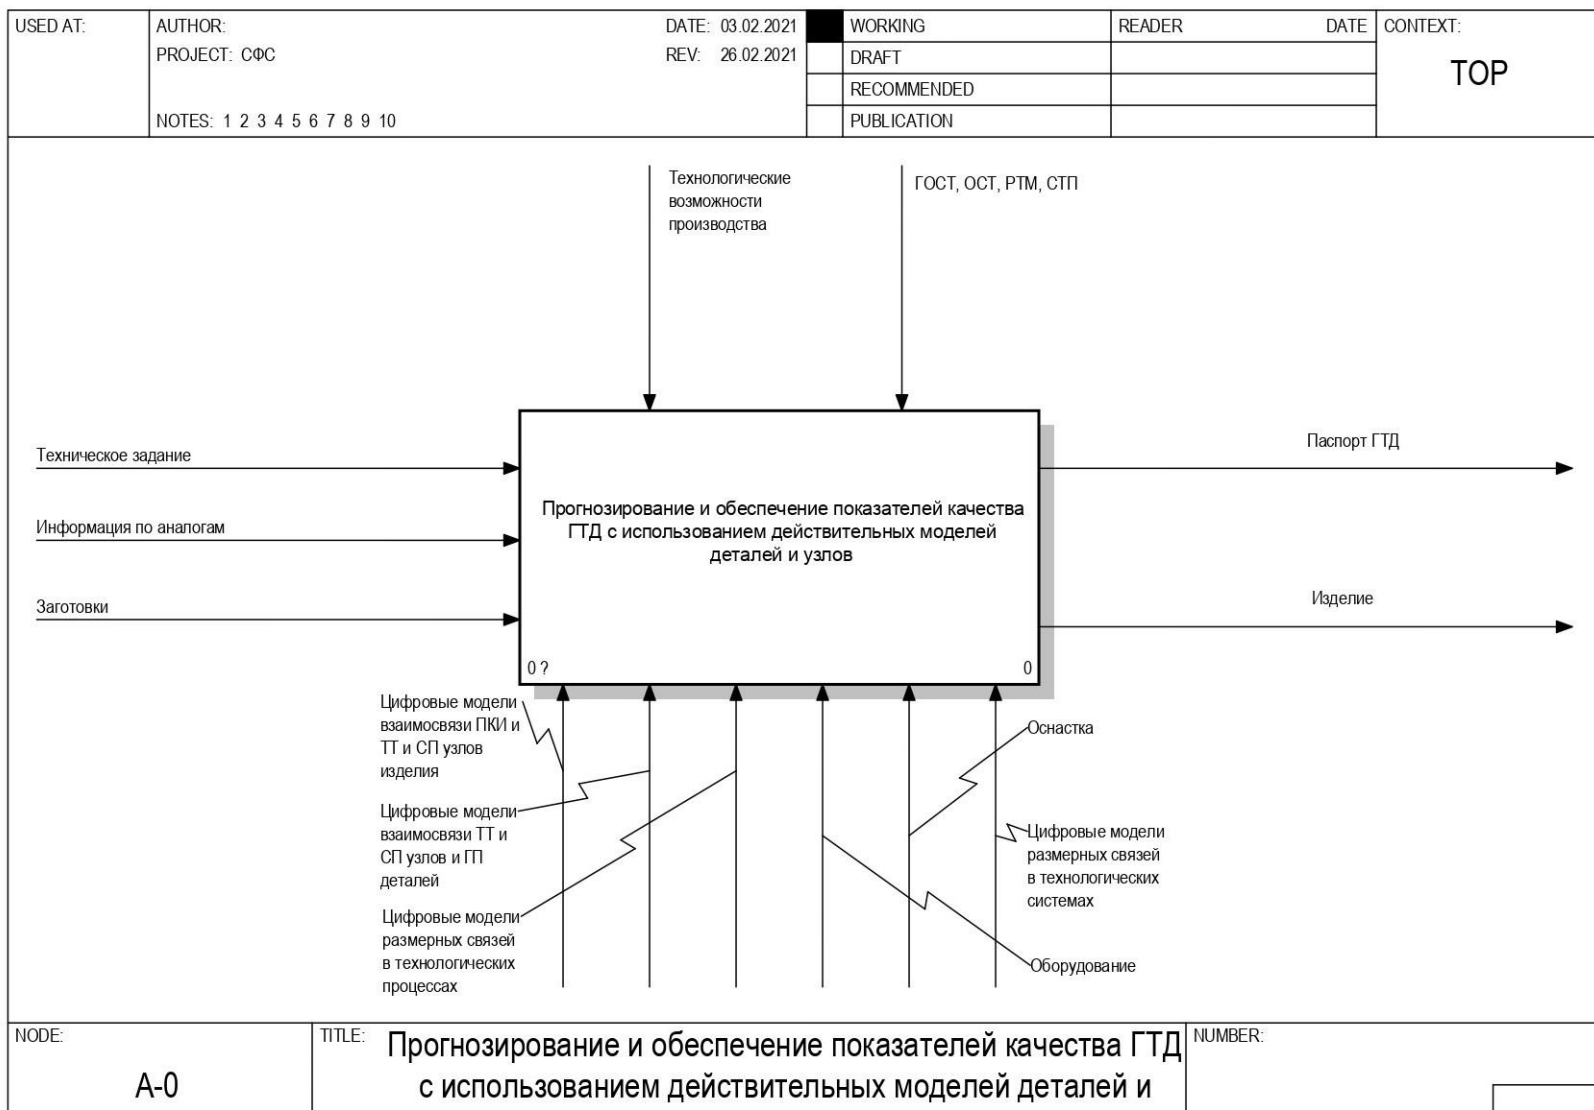 USED AT:
AUTHOR:
DATE: 03.02.2021
PROJECT: СФС
REV: 26.02.2021
NOTES: 1 2 3 4 5 6 7 8 9 10
WORKING
DRAFT
RECOMMENDED
PUBLICATION
READER
DATE
CONTEXT:
TOP
Технологические
возможности
производства
ГОСТ, ОСТ, РТМ, СТП
Техническое задание
Информация по аналогам
Заготовки
Прогнозирование и обеспечение показателей качества
ГТД с использованием действительных моделей
деталей и узлов
0 ?
0
Паспорт ГТД
Изделие
Цифровые модели
взаимосвязи ПКИ и
ТТ и СП узлов
изделия
Цифровые модели
взаимосвязи ТТ и
СП узлов и ГП
деталей
Цифровые модели
размерных связей
в технологических
процессах
Оснастка
Цифровые модели
размерных связей
в технологических
системах
Оборудование
NODE:
A-0
TITLE:
Прогнозирование и обеспечение показателей качества ГТД
с использованием действительных моделей деталей и
NUMBER: